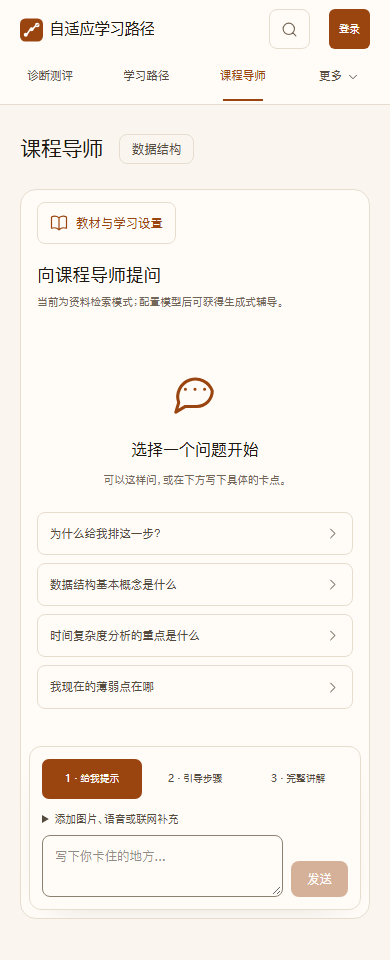 自适应学习路径
登录
诊断测评
学习路径
课程导师
更多
课程导师
数据结构
教材与学习设置
向课程导师提问
当前为资料检索模式；配置模型后可获得生成式辅导。
选择一个问题开始
可以这样问，或在下方写下具体的卡点。
为什么给我排这一步？
数据结构基本概念是什么
时间复杂度分析的重点是什么
我现在的薄弱点在哪
1 · 给我提示
2 · 引导步骤
3 · 完整讲解
添加图片、语音或联网补充
写下你卡住的地方...
发送